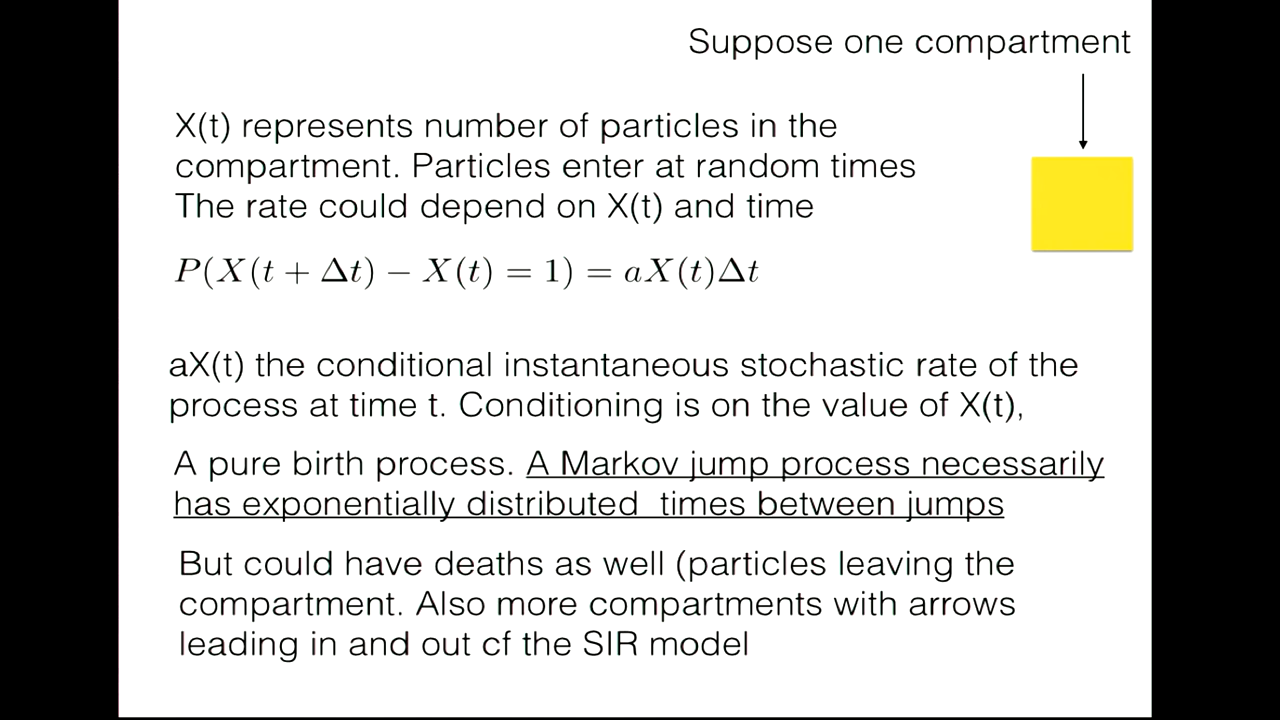 Suppose one compartment
X(t) represents number of particles in the
compartment. Particles enter at random times
The rate could depend on X(t) and time
P(X(t + Δt) − X(t) = 1) = aX(t)Δt
aX(t) the conditional instantaneous stochastic rate of the
process at time t. Conditioning is on the value of X(t),
A pure birth process. A Markov jump process necessarily
has exponentially distributed  times between jumps
But could have deaths as well (particles leaving the
compartment. Also more compartments with arrows
leading in and out cf the SIR model